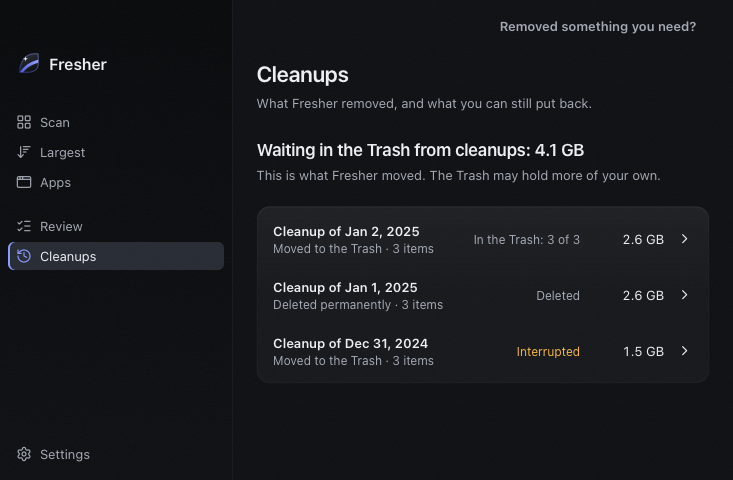 Removed something you need?
Fresher
Scan
Largest
Apps
Review
Cleanups
Settings
Cleanups
What Fresher removed, and what you can still put back.
Waiting in the Trash from cleanups: 4.1 GB
This is what Fresher moved. The Trash may hold more of your own.
Cleanup of Jan 2, 2025
Moved to the Trash · 3 items
In the Trash: 3 of 3
2.6 GB
Cleanup of Jan 1, 2025
Deleted permanently · 3 items
Deleted
2.6 GB
Cleanup of Dec 31, 2024
Moved to the Trash · 3 items
Interrupted
1.5 GB